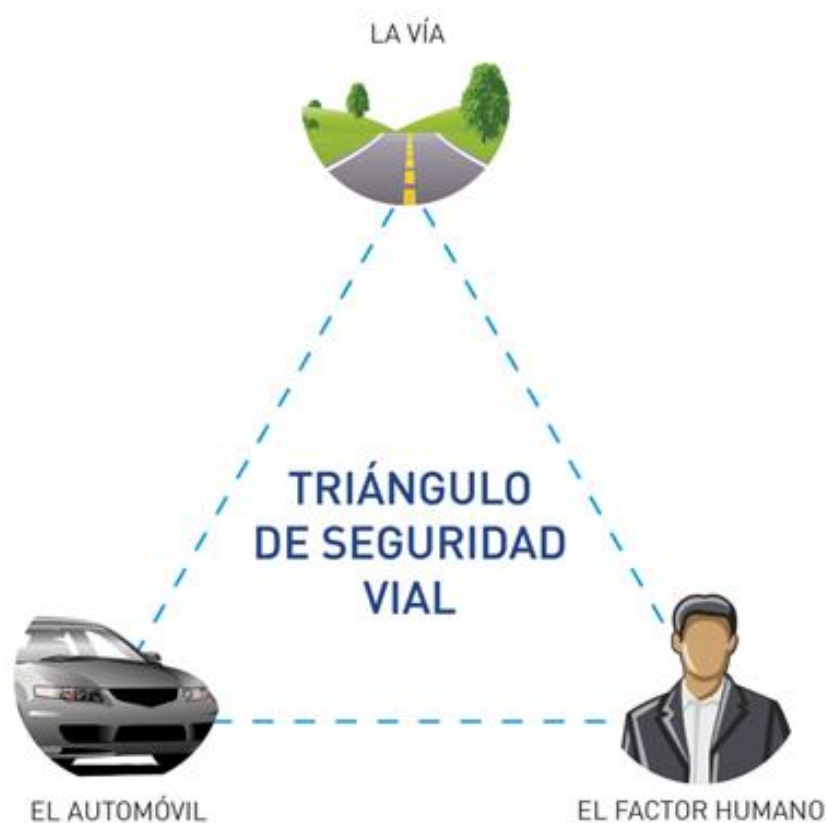 LA VÍA
TRIÁNGULO
DE SEGURIDAD
VIAL
EL AUTOMÓVIL
EL FACTOR HUMANO